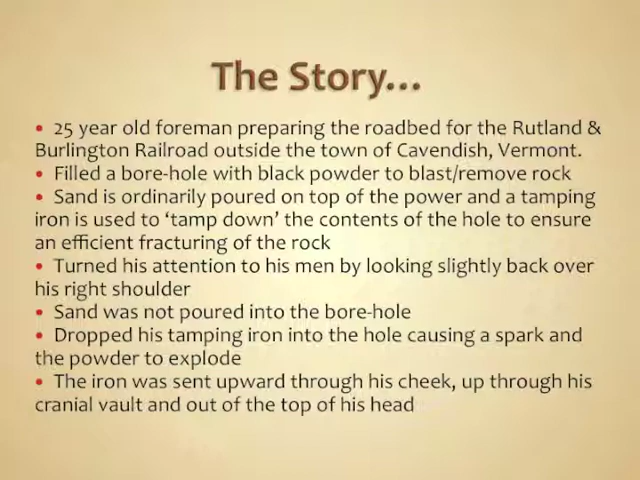 The Story...
• 25 year old foreman preparing the roadbed for the Rutland &
Burlington Railroad outside the town of Cavendish, Vermont.
• Filled a bore-hole with black powder to blast/remove rock
• Sand is ordinarily poured on top of the power and a tamping
iron is used to ‘tamp down’ the contents of the hole to ensure
an efficient fracturing of the rock
• Turned his attention to his men by looking slightly back over
his right shoulder
• Sand was not poured into the bore-hole
• Dropped his tamping iron into the hole causing a spark and
the powder to explode
• The iron was sent upward through his cheek, up through his
cranial vault and out of the top of his head